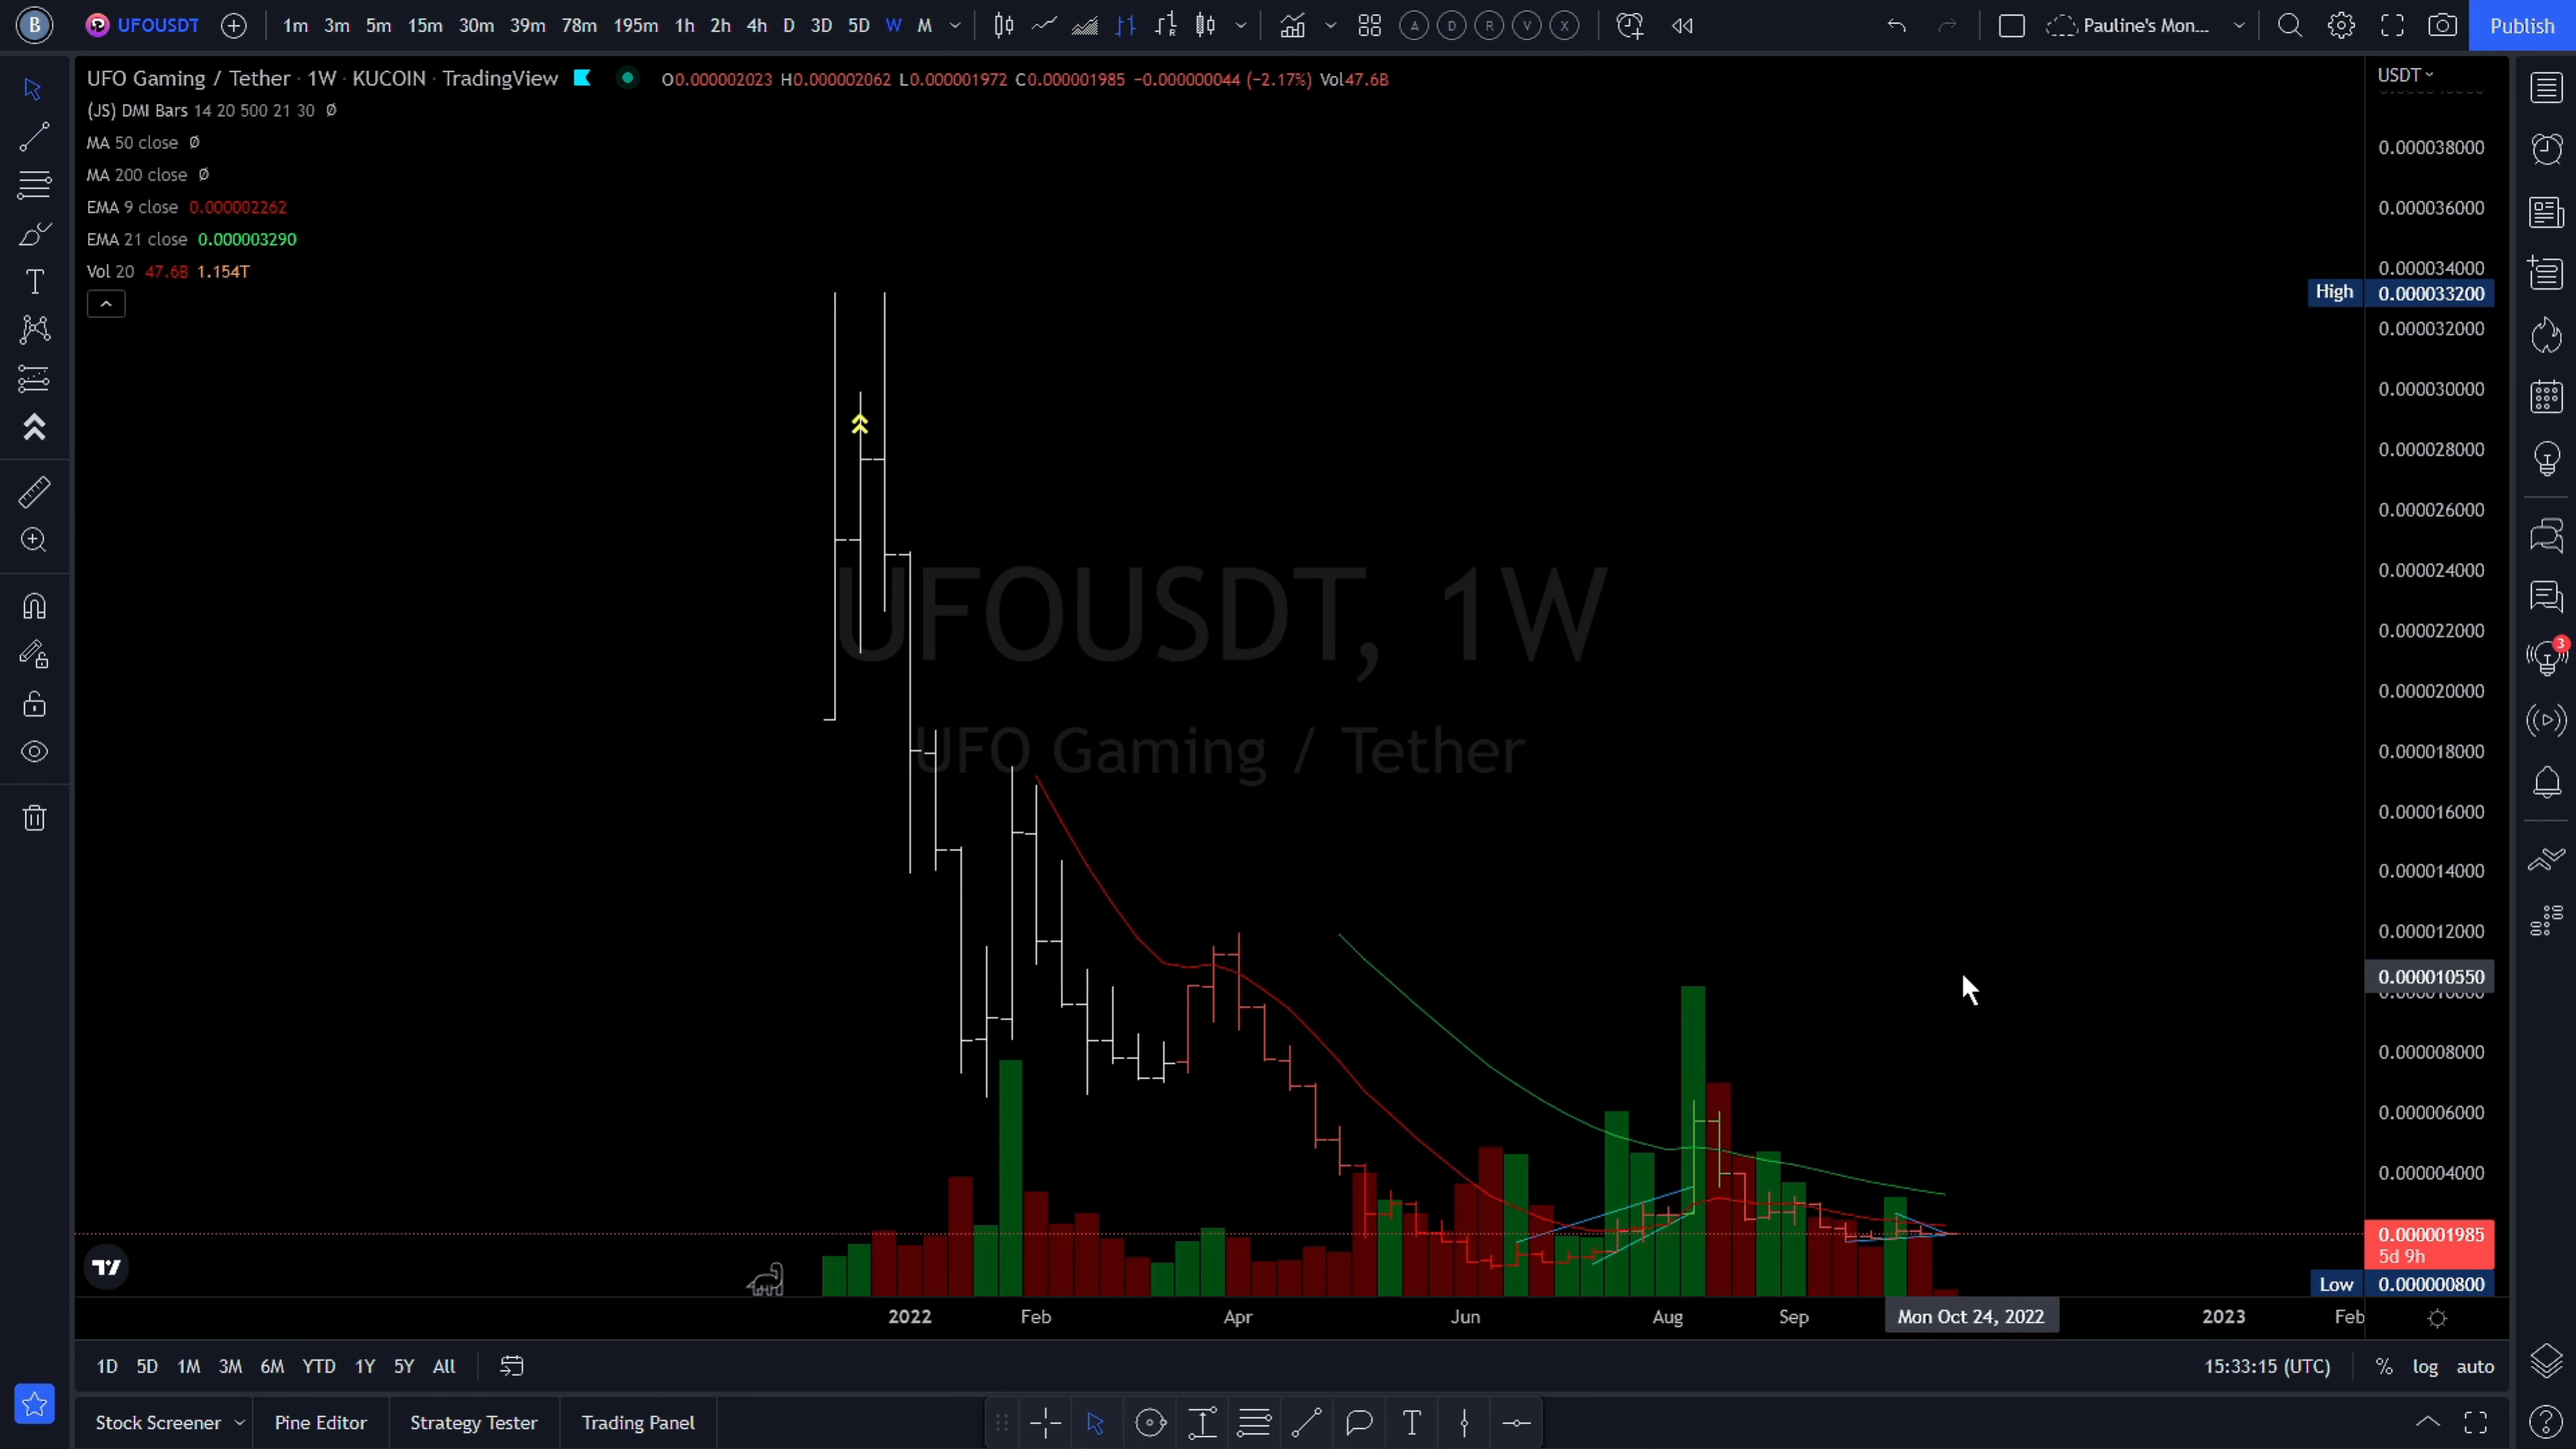 B UFOUSDT 1m 3m 5m 15m 30m 39m 78m 195m 1h 2h 4h D 3D 5D W M A D R V X Pauline's Mon... Publish
UFO Gaming / Tether · 1W · KUCOIN · TradingView O0.000002023 H0.000002062 L0.000001972 C0.000001985 −0.000000044 (−2.17%) Vol47.6B
USDT
(JS) DMI Bars 14 20 500 21 30 Ø
MA 50 close Ø
MA 200 close Ø
EMA 9 close 0.000002262
EMA 21 close 0.000003290
Vol 20 47.6B 1.154T
0.000038000
0.000036000
0.000034000
High 0.000033200
0.000032000
0.000030000
0.000028000
0.000026000
0.000024000
0.000022000
0.000020000
0.000018000
0.000016000
0.000014000
0.000012000
0.000010550
0.000008000
0.000006000
0.000004000
0.000001985
5d 9h
Low 0.000000800
UFOUSDT, 1W
UFO Gaming / Tether
3
2022 Feb Apr Jun Aug Sep Mon Oct 24, 2022 2023 Feb
1D 5D 1M 3M 6M YTD 1Y 5Y All 15:33:15 (UTC) % log auto
Stock Screener Pine Editor Strategy Tester Trading Panel